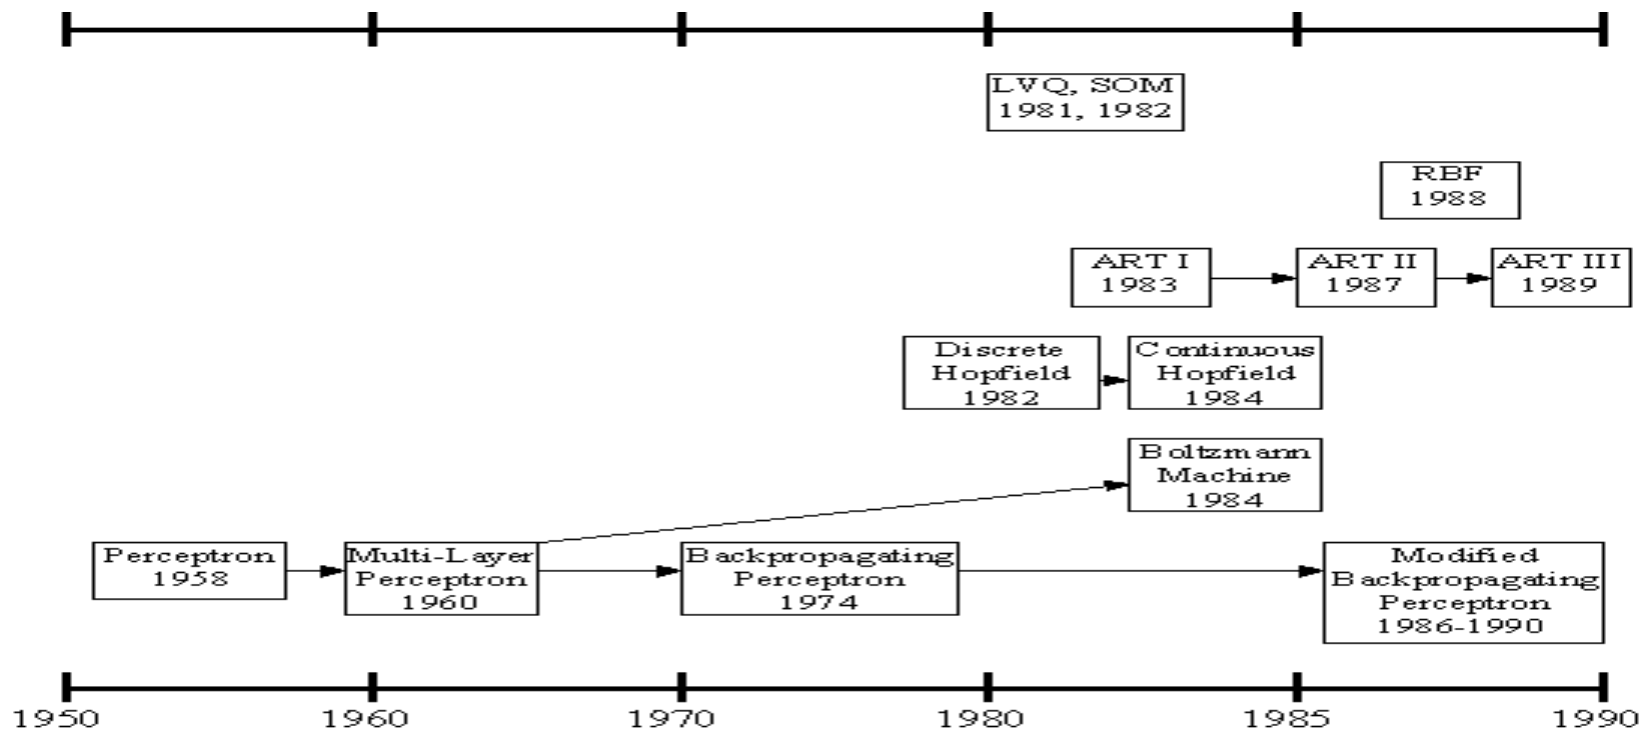 LVQ, SOM
1981, 1982
RBF
1988
ART I
1983
ART II
1987
ART III
1989
Discrete
Hopfield
1982
Continuous
Hopfield
1984
Boltzmann
Machine
1984
Perceptron
1958
Multi-Layer
Perceptron
1960
Backpropagating
Perceptron
1974
Modified
Backpropagating
Perceptron
1986-1990
1950
1960
1970
1980
1985
1990